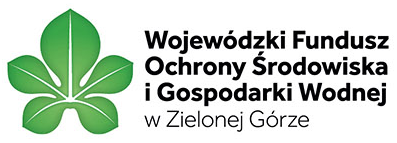 Wojewódzki Fundusz
Ochrony Środowiska
i Gospodarki Wodnej
w Zielonej Górze